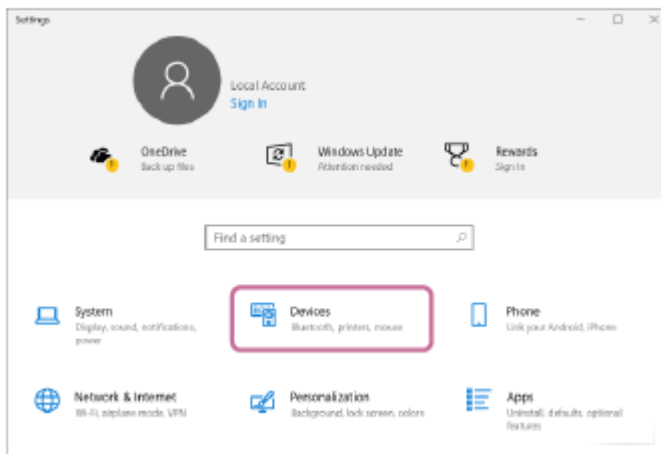 Settings
Local Account
Sign In
OneDrive
Back up files
Windows Update
Attention needed
Rewards
Sign In
Find a setting
System
Display, sound, notifications,
power
Devices
Bluetooth, printers, mouse
Phone
Link your Android, iPhone
Network & Internet
Wi-Fi, airplane mode, VPN
Personalization
Background, lock screen, colors
Apps
Uninstall, defaults, optional
features